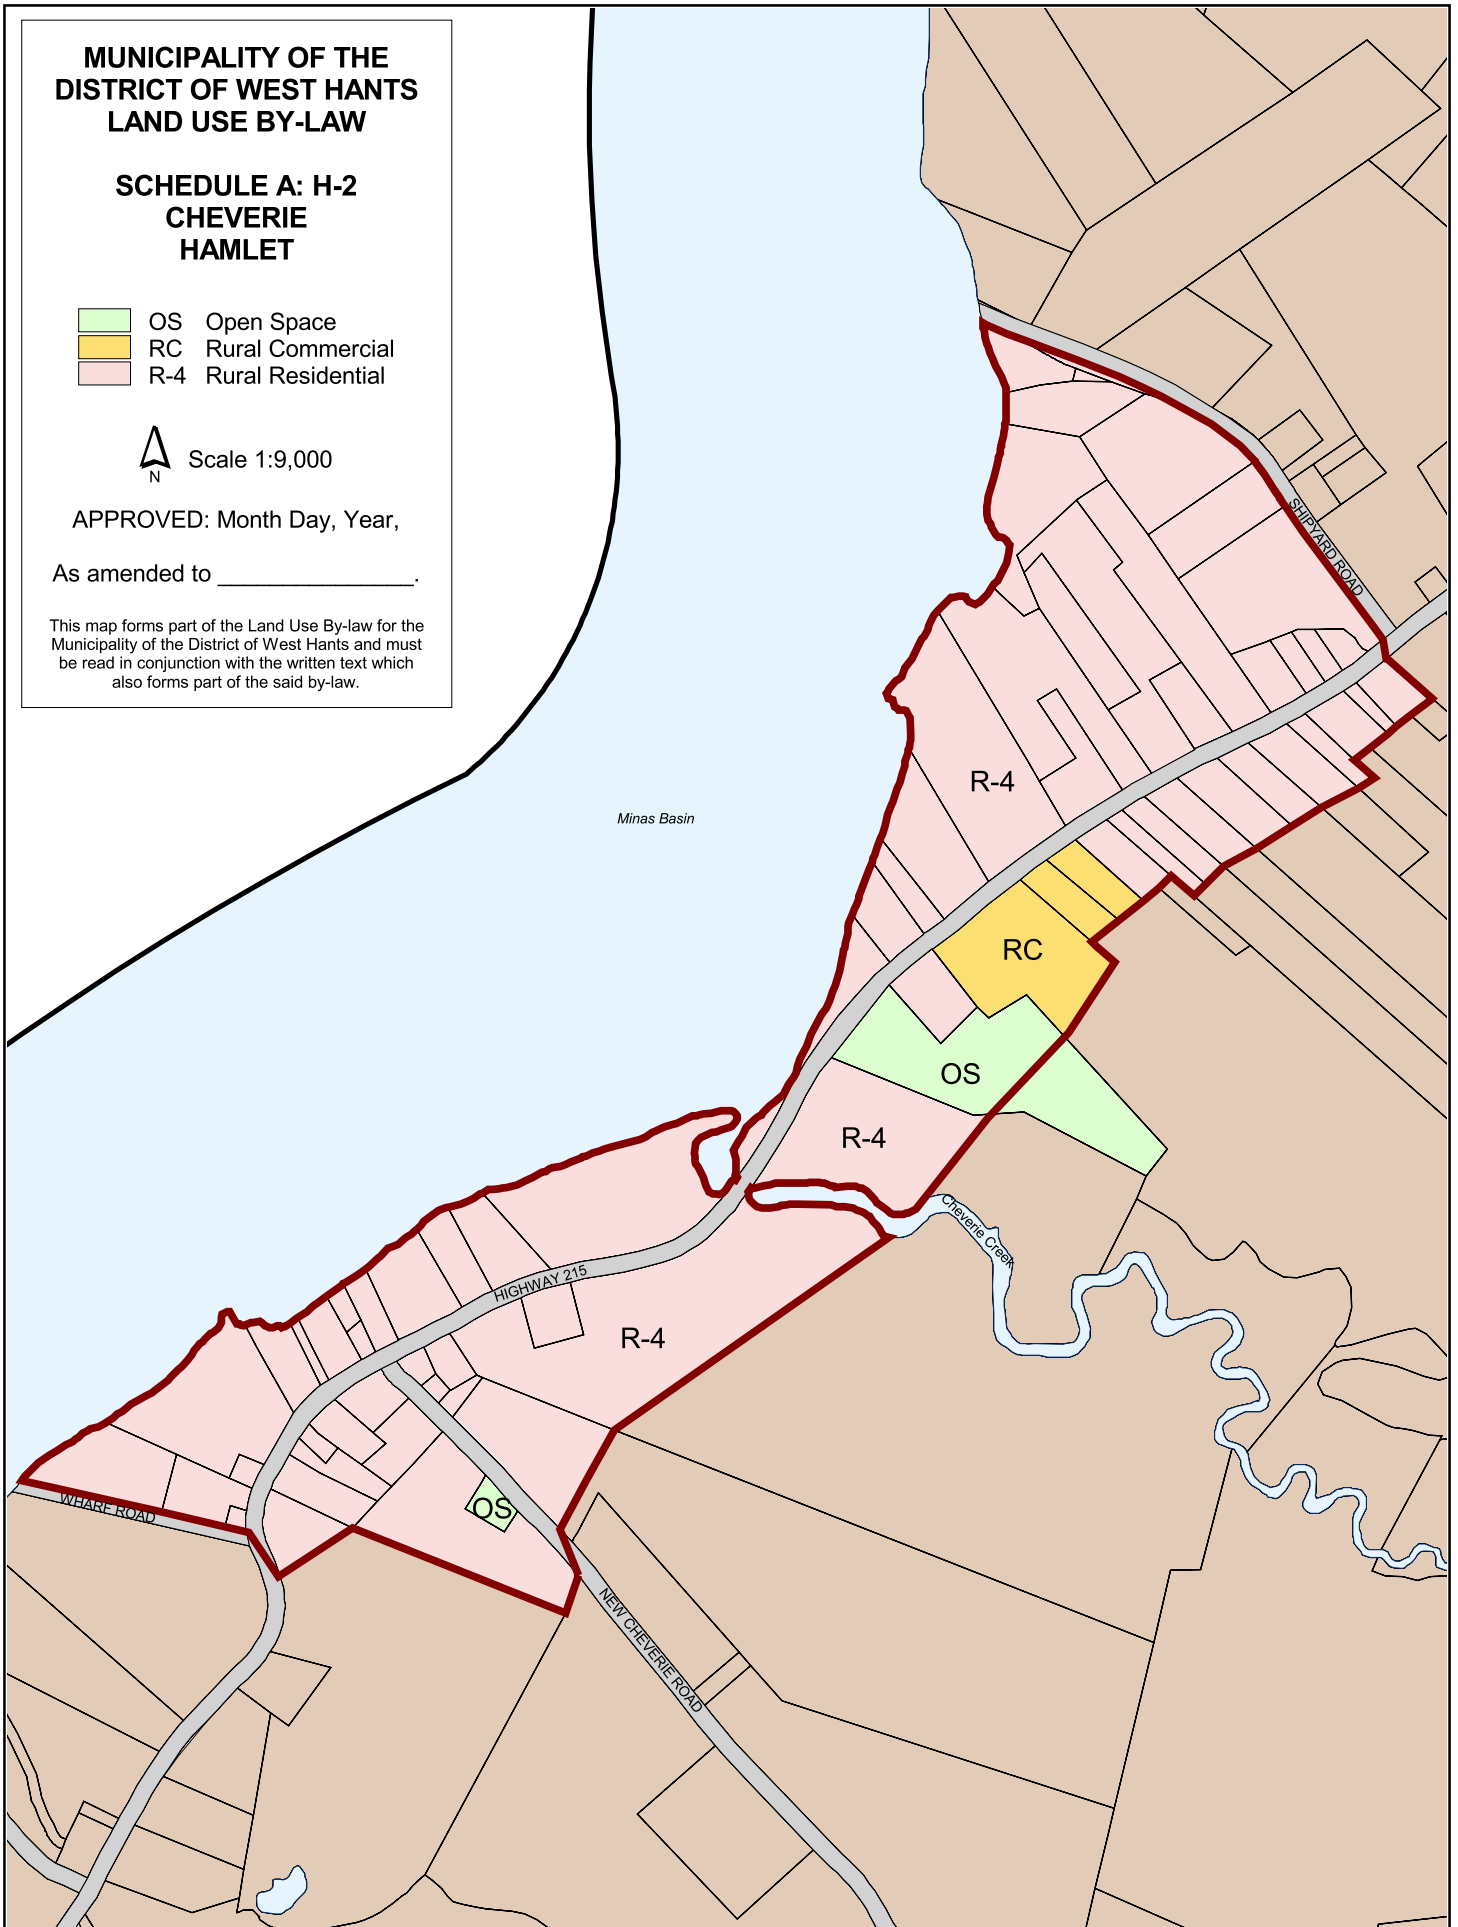 MUNICIPALITY OF THE
DISTRICT OF WEST HANTS
LAND USE BY-LAW
SCHEDULE A: H-2
CHEVERIE
HAMLET
OS Open Space
RC Rural Commercial
R-4 Rural Residential
N
Scale 1:9,000
APPROVED: Month Day, Year,
As amended to _______________.
This map forms part of the Land Use By-law for the
Municipality of the District of West Hants and must
be read in conjunction with the written text which
also forms part of the said by-law.
SHIPYARD ROAD
R-4
Minas Basin
RC
OS
R-4
Cheverie Creek
HIGHWAY 215
R-4
OS
WHARF ROAD
NEW CHEVERIE ROAD